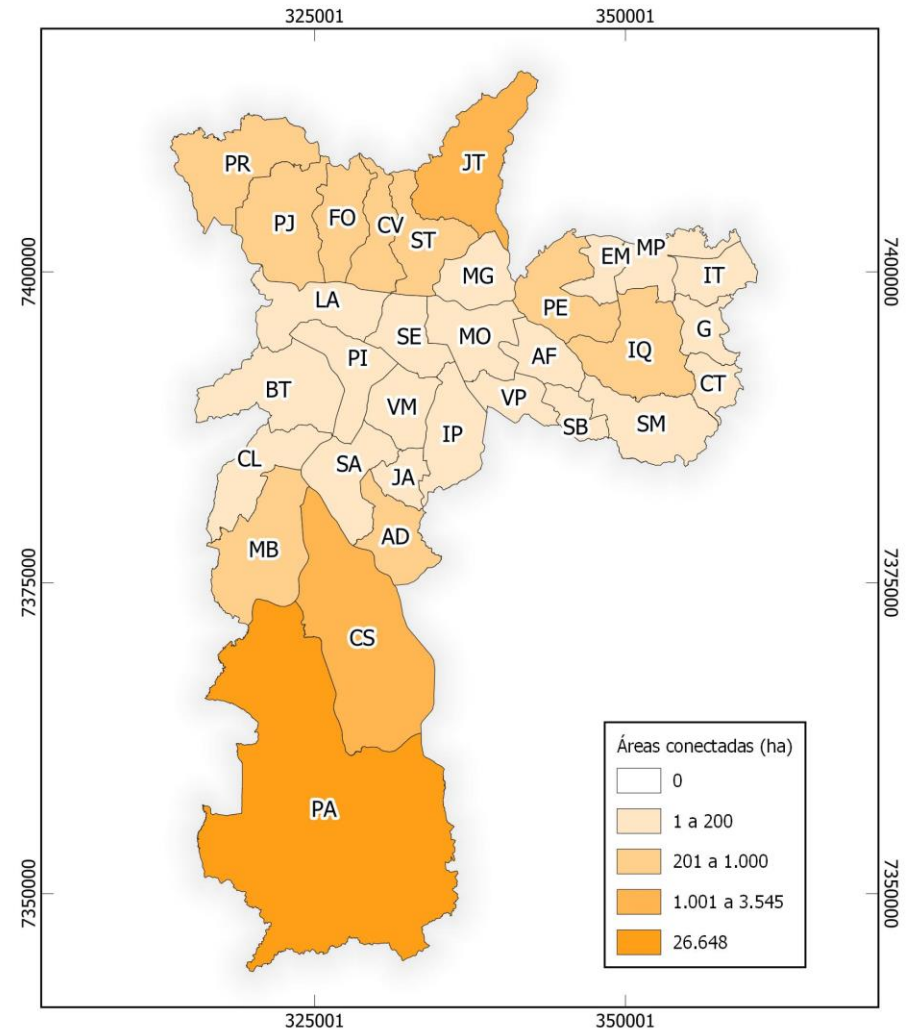 325001 350001
PR
JT
PJ
FO
CV
ST
7400000
7400000
EM
MP
MG
IT
LA
PE
G
SE
MO
IQ
PI
AF
CT
BT
VP
VM
SM
SB
IP
CL
SA
JA
AD
MB
7375000
7375000
CS
PA
Áreas conectadas (ha)
0
1 a 200
201 a 1.000
1.001 a 3.545
26.648
7350000
7350000
325001 350001